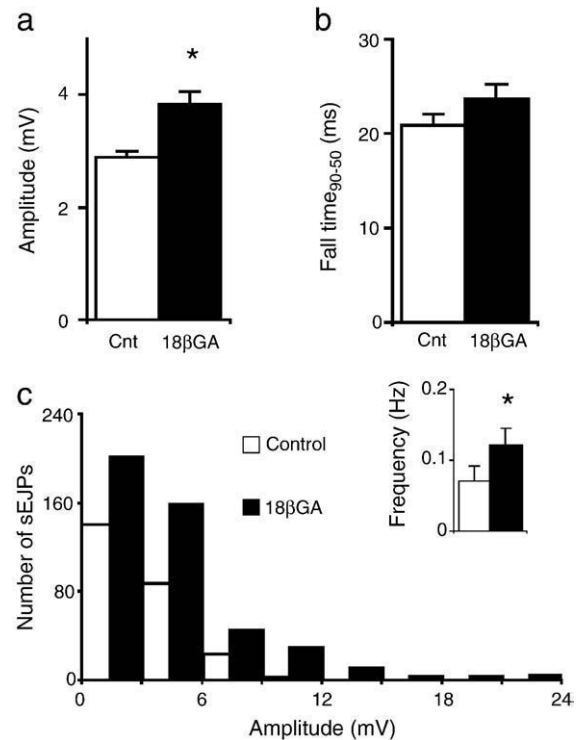 a
*
Amplitude (mV)
4
2
0
Cnt 18βGA
b
Fall time90-50 (ms)
30
20
10
0
Cnt 18βGA
c
Number of sEJPs
240
160
80
0
Control
18βGA
0 6 12 18 24
Amplitude (mV)
*
Frequency (Hz)
0.2
0.1
0